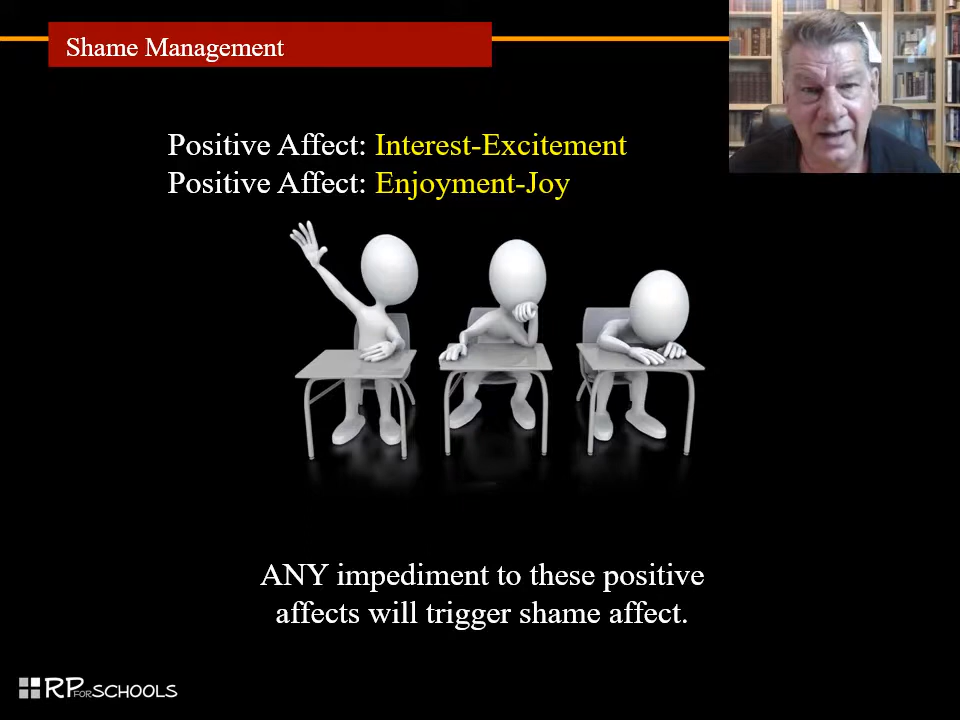 Shame Management
Positive Affect: Interest-Excitement
Positive Affect: Enjoyment-Joy
ANY impediment to these positive
affects will trigger shame affect.
RP FOR SCHOOLS